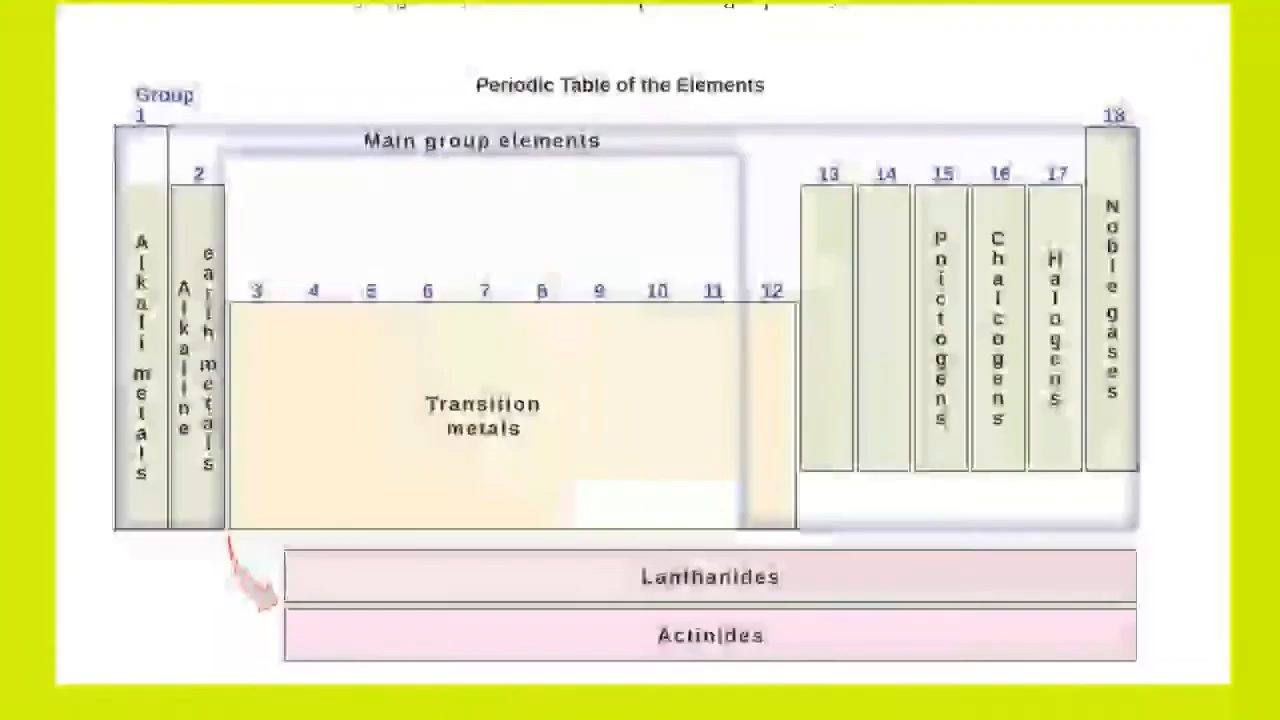 Periodic Table of the Elements
Group
1
18
Main group elements
2
13 14 15 16 17
3 4 5 6 7 8 9 10 11 12
Alkali metals
Alkaline
earth metals
Transition
metals
Pnictogens
Chalcogens
Halogens
Noble gases
Lanthanides
Actinides